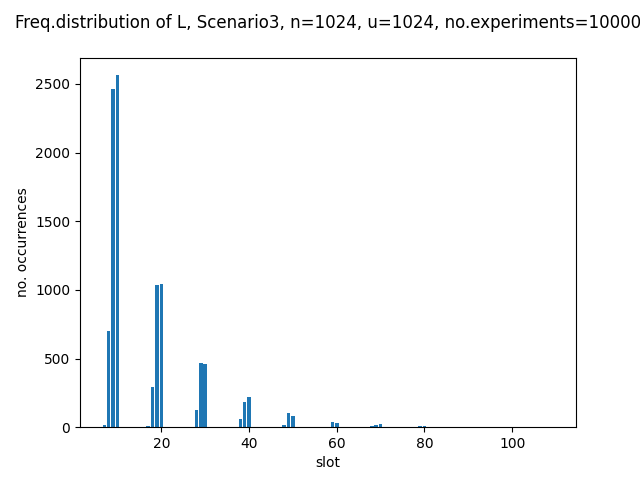 Freq.distribution of L, Scenario3, n=1024, u=1024, no.experiments=10000
2500
2000
1500
1000
500
0
no. occurrences
20 40 60 80 100
slot